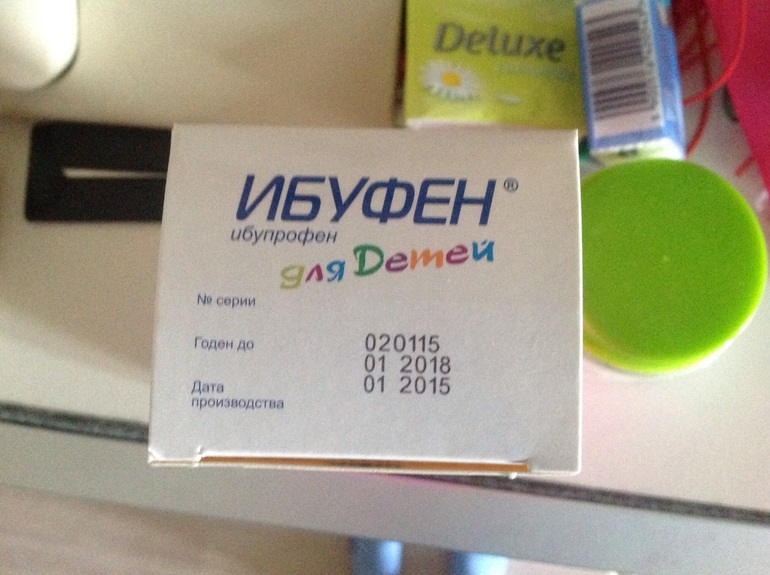 Deluxe
ИБУФЕН®
ибупрофен
для Детей
№ серии
020115
Годен до
01 2018
Дата
производства
01 2015